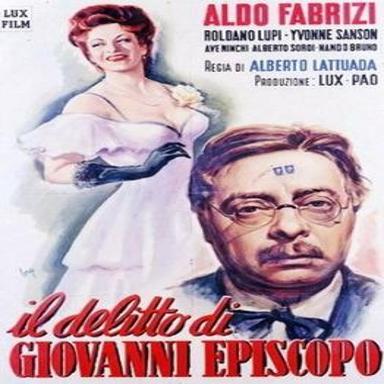 LUX
FILM
ALDO FABRIZI
ROLDANO LUPI - YVONNE SANSON
AVE NINCHI - ALBERTO SORDI - NANDO BRUNO
REGIA DI ALBERTO LATTUADA
PRODUZIONE: LUX - PAO
il delitto di
GIOVANNI EPISCOPO